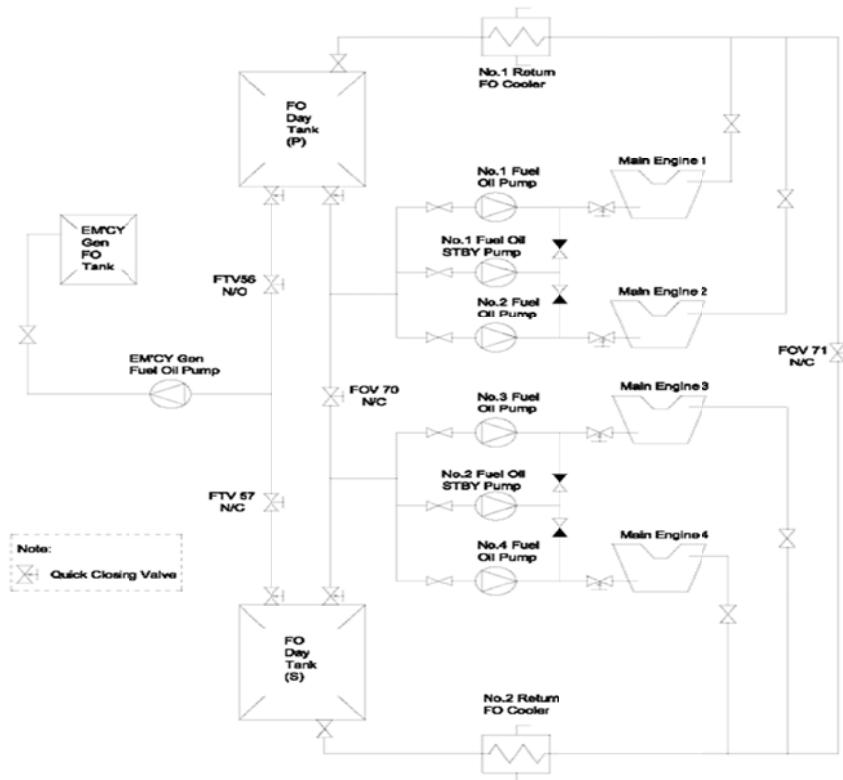 No.1 Return
FO Cooler
FO
Day
Tank
(P)
No.1 Fuel
Oil Pump
Main Engine 1
EM'CY
Gen
FO
Tank
No.1 Fuel Oil
STBY Pump
FTV56
N/O
No.2 Fuel
Oil Pump
Main Engine 2
FOV 71
N/C
EM'CY Gen
Fuel Oil Pump
FOV 70
N/C
No.3 Fuel
Oil Pump
Main Engine 3
No.2 Fuel Oil
STBY Pump
FTV 57
N/C
No.4 Fuel
Oil Pump
Main Engine 4
Note:
Quick Closing Valve
FO
Day
Tank
(S)
No.2 Return
FO Cooler